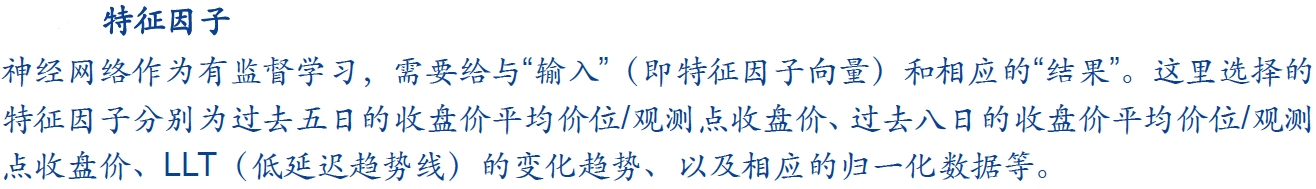 特征因子
神经网络作为有监督学习，需要给与“输入”（即特征因子向量）和相应的“结果”。这里选择的
特征因子分别为过去五日的收盘价平均价位/观测点收盘价、过去八日的收盘价平均价位/观测
点收盘价、LLT（低延迟趋势线）的变化趋势、以及相应的归一化数据等。